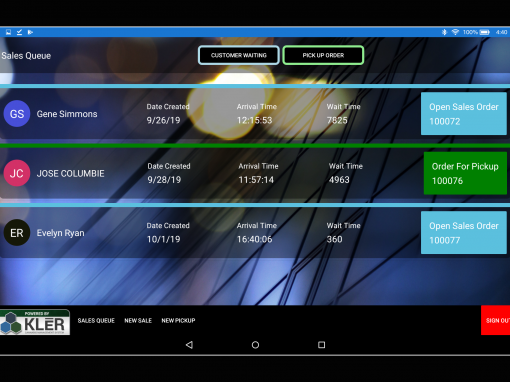 100% 4:40
Sales Queue
CUSTOMER WAITING
PICK UP ORDER
GS Gene Simmons
Date Created
9/26/19
Arrival Time
12:15:53
Wait Time
7825
Open Sales Order
100072
JC JOSE COLUMBIE
Date Created
9/28/19
Arrival Time
11:57:14
Wait Time
4963
Order For Pickup
100076
ER Evelyn Ryan
Date Created
10/1/19
Arrival Time
16:40:06
Wait Time
360
Open Sales Order
100077
POWERED BY
KLĒR
SALES QUEUE
NEW SALE
NEW PICKUP
SIGN OUT